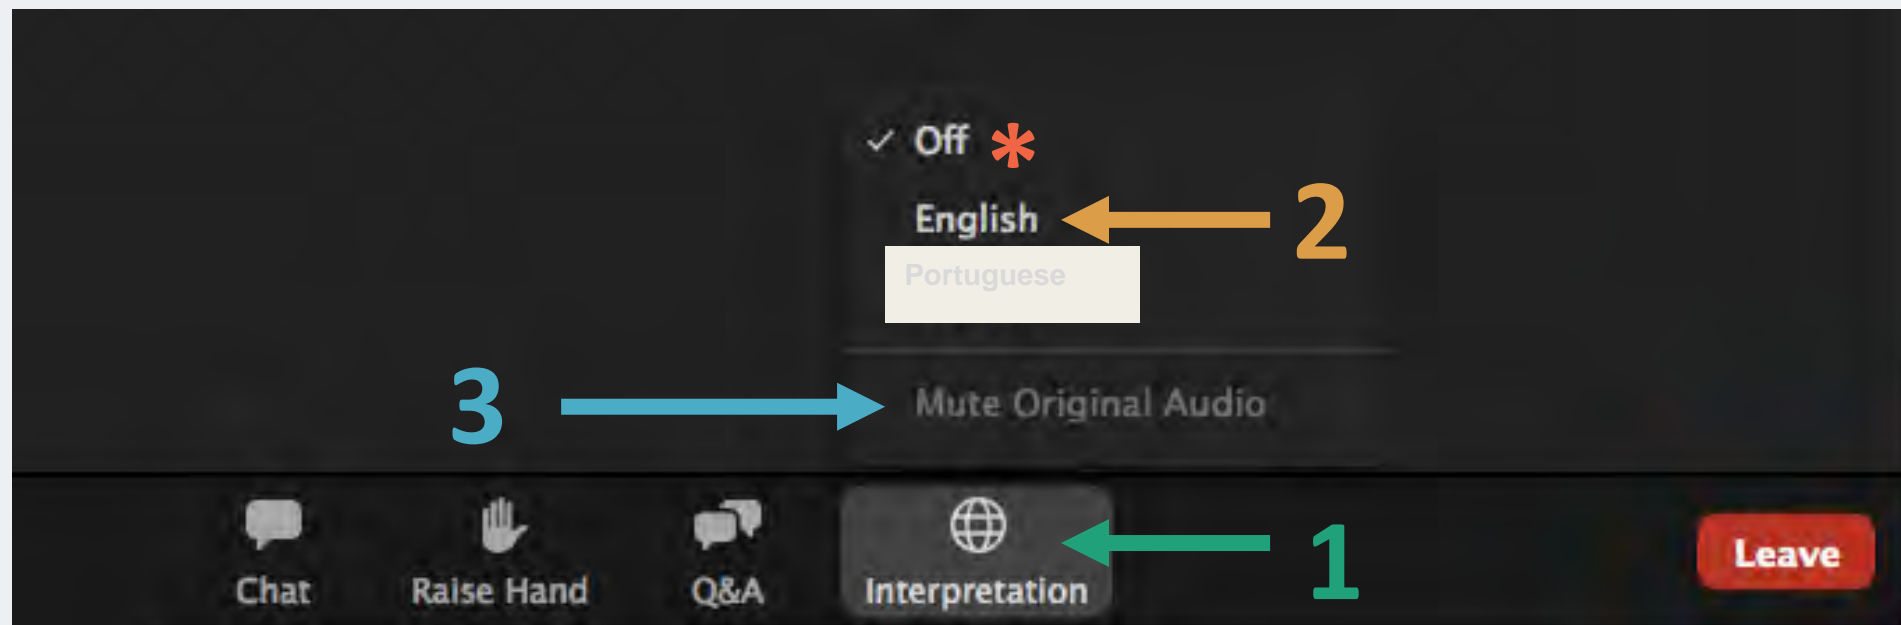 Off *
English 2
Portuguese
3 Mute Original Audio
1
Chat Raise Hand Q&A Interpretation Leave